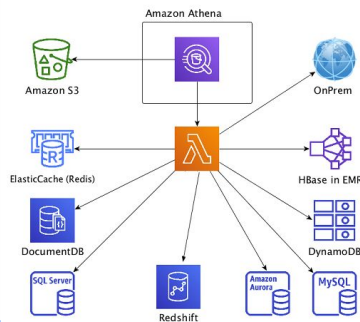 Amazon Athena
Amazon S3
OnPrem
R
ElasticCache (Redis)
HBase in EMR
DocumentDB
DynamoDB
SQL Server
Redshift
Amazon
Aurora
MySQL